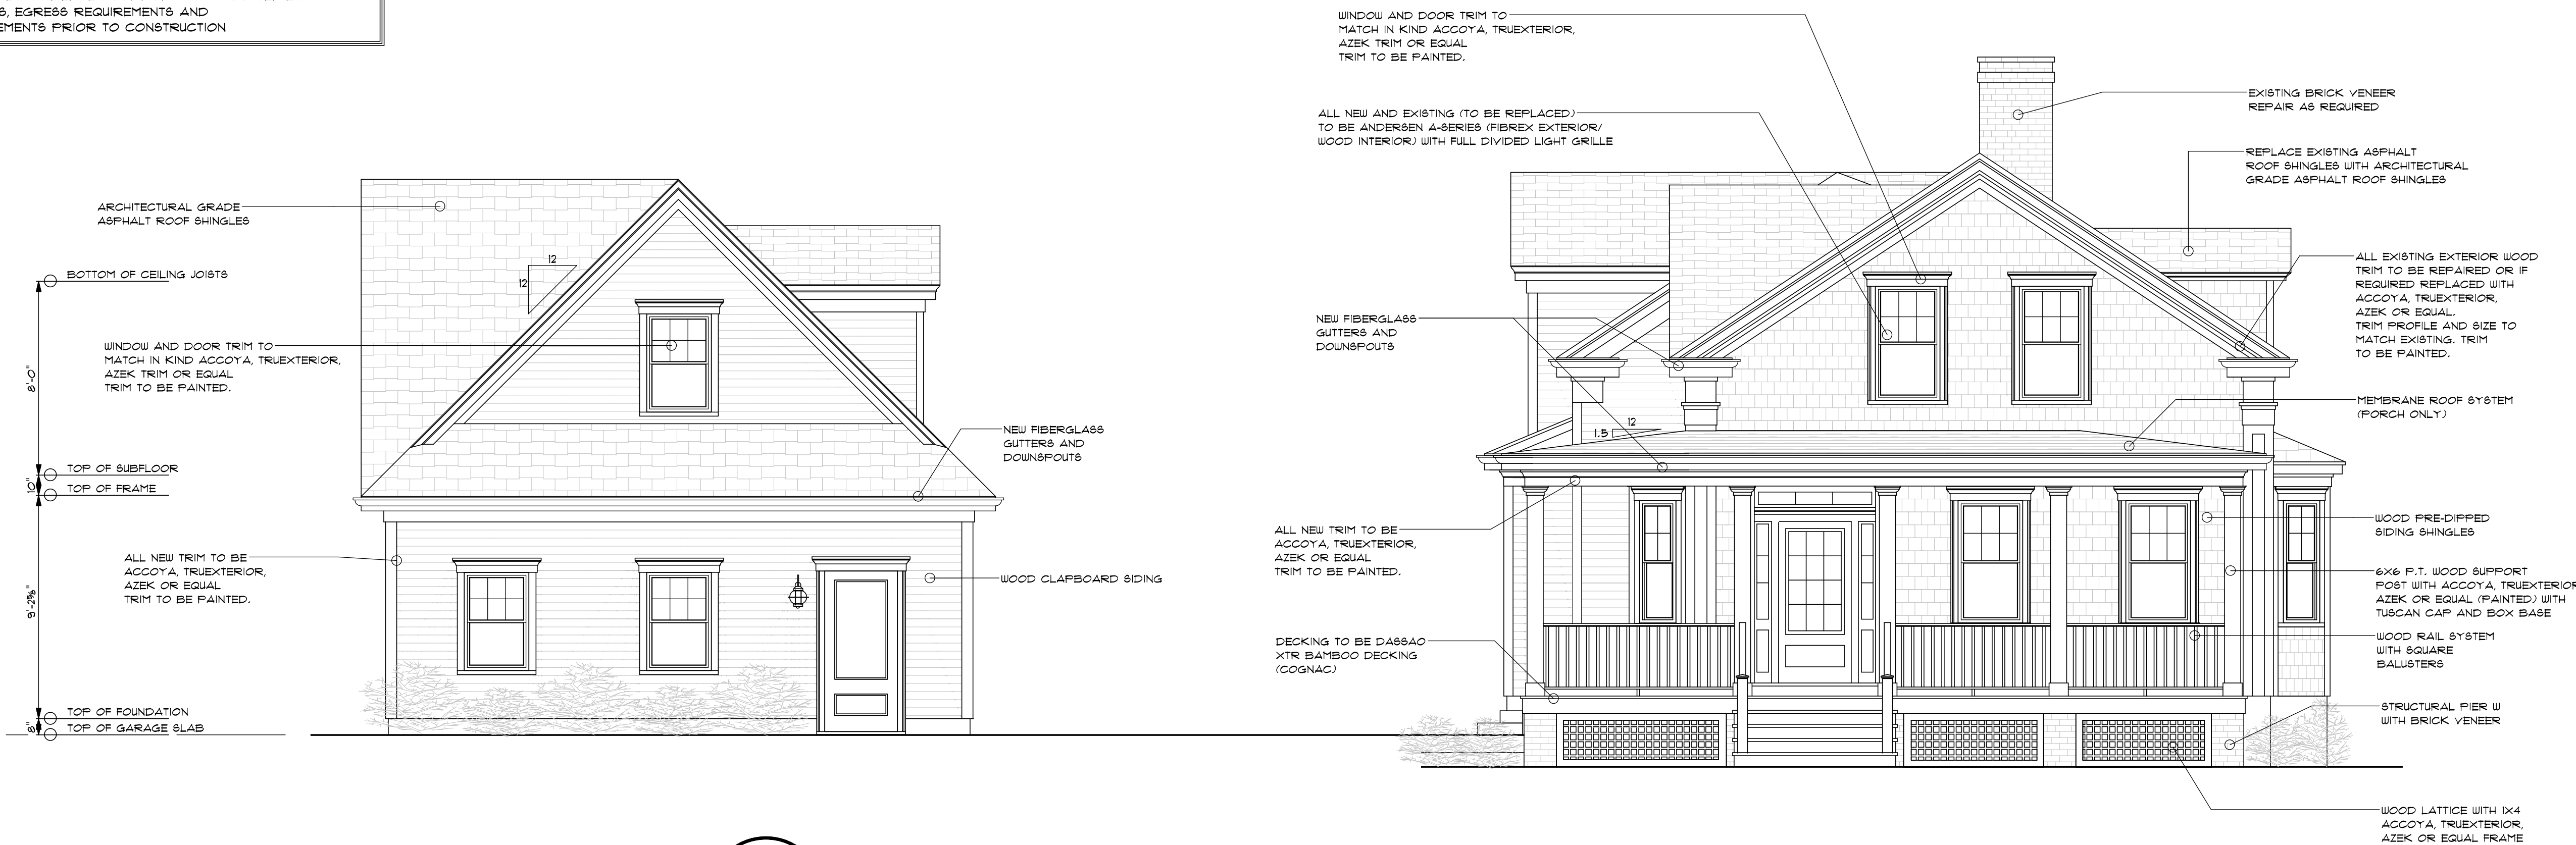 S, EGRESS REQUIREMENTS AND
EMENTS PRIOR TO CONSTRUCTION
ARCHITECTURAL GRADE
ASPHALT ROOF SHINGLES
BOTTOM OF CEILING JOISTS
12
12
WINDOW AND DOOR TRIM TO
MATCH IN KIND ACCOYA, TRUEXTERIOR,
AZEK TRIM OR EQUAL
TRIM TO BE PAINTED.
8'-0"
NEW FIBERGLASS
GUTTERS AND
DOWNSPOUTS
TOP OF SUBFLOOR
10"
TOP OF FRAME
ALL NEW TRIM TO BE
ACCOYA, TRUEXTERIOR,
AZEK OR EQUAL
TRIM TO BE PAINTED.
WOOD CLAPBOARD SIDING
9'-2⅝"
TOP OF FOUNDATION
8"
TOP OF GARAGE SLAB
WINDOW AND DOOR TRIM TO
MATCH IN KIND ACCOYA, TRUEXTERIOR,
AZEK TRIM OR EQUAL
TRIM TO BE PAINTED.
ALL NEW AND EXISTING (TO BE REPLACED)
TO BE ANDERSEN A-SERIES (FIBREX EXTERIOR/
WOOD INTERIOR) WITH FULL DIVIDED LIGHT GRILLE
NEW FIBERGLASS
GUTTERS AND
DOWNSPOUTS
12
1.5
ALL NEW TRIM TO BE
ACCOYA, TRUEXTERIOR,
AZEK OR EQUAL
TRIM TO BE PAINTED.
DECKING TO BE DASSAO
XTR BAMBOO DECKING
(COGNAC)
EXISTING BRICK VENEER
REPAIR AS REQUIRED
REPLACE EXISTING ASPHALT
ROOF SHINGLES WITH ARCHITECTURAL
GRADE ASPHALT ROOF SHINGLES
ALL EXISTING EXTERIOR WOOD
TRIM TO BE REPAIRED OR IF
REQUIRED REPLACED WITH
ACCOYA, TRUEXTERIOR,
AZEK OR EQUAL.
TRIM PROFILE AND SIZE TO
MATCH EXISTING. TRIM
TO BE PAINTED.
MEMBRANE ROOF SYSTEM
(PORCH ONLY)
WOOD PRE-DIPPED
SIDING SHINGLES
6X6 P.T. WOOD SUPPORT
POST WITH ACCOYA, TRUEXTERIOR
AZEK OR EQUAL (PAINTED) WITH
TUSCAN CAP AND BOX BASE
WOOD RAIL SYSTEM
WITH SQUARE
BALUSTERS
STRUCTURAL PIER W
WITH BRICK VENEER
WOOD LATTICE WITH 1X4
ACCOYA, TRUEXTERIOR,
AZEK OR EQUAL FRAME